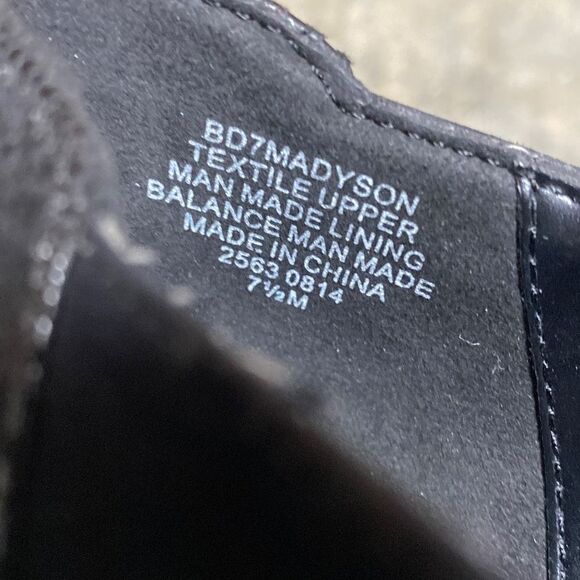 BD7MADYSON
TEXTILE UPPER
MAN MADE LINING
BALANCE MAN MADE
MADE IN CHINA
2563 0814
7½M